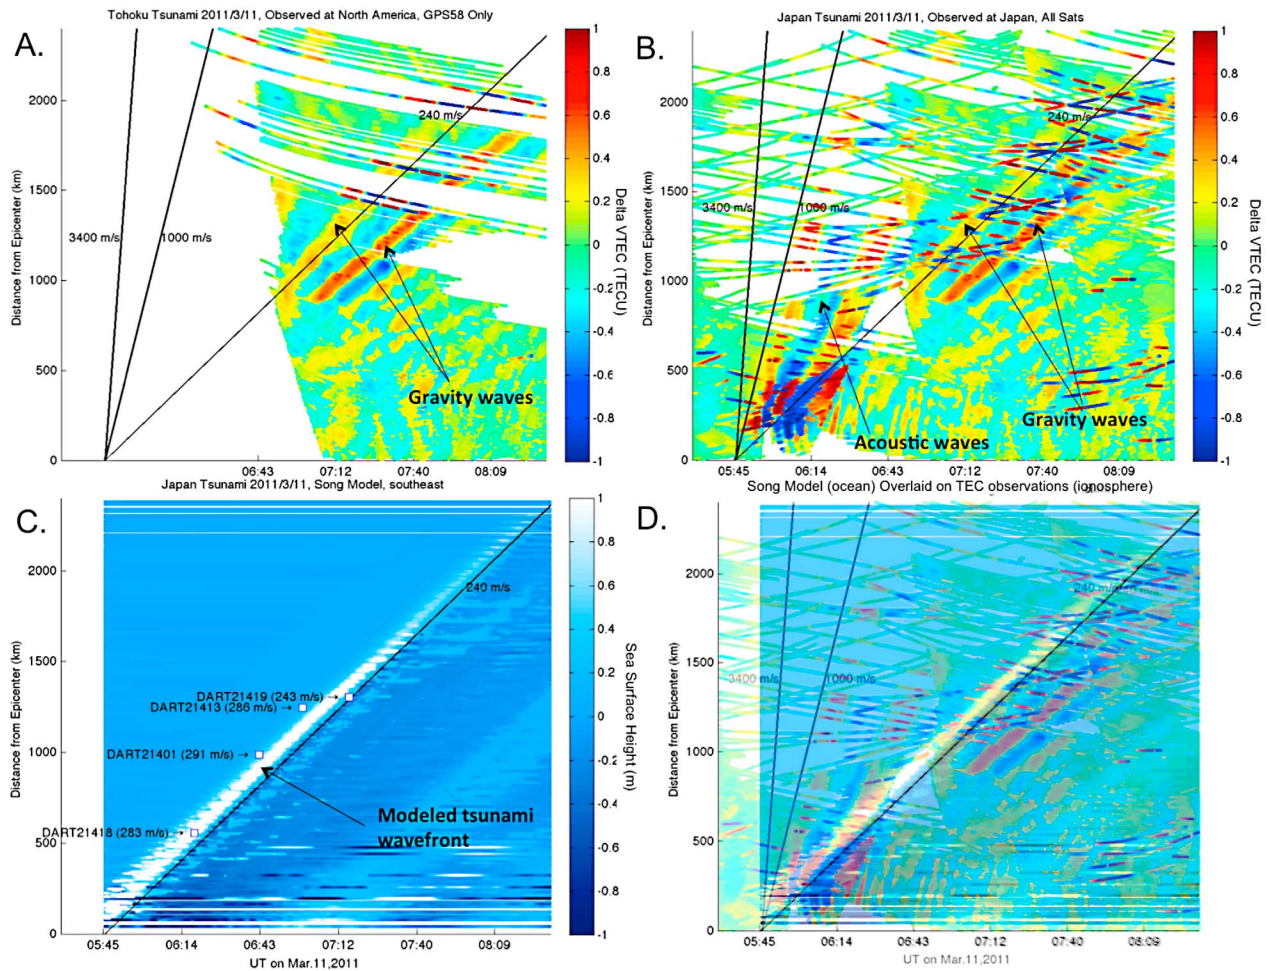 Tohoku Tsunami 2011/3/11, Observed at North America, GPS58 Only
A.
Distance from Epicenter (km)
2000
1500
1000
500
0
3400 m/s
1000 m/s
240 m/s
Gravity waves
06:43
07:12
07:40
08:09
1
0.8
0.6
0.4
0.2
0
-0.2
-0.4
-0.6
-0.8
-1
Delta VTEC (TECU)
Japan Tsunami 2011/3/11, Observed at Japan, All Sats
B.
Distance from Epicenter (km)
2000
1500
1000
500
0
3400 m/s
1000 m/s
240 m/s
Acoustic waves
Gravity waves
05:45
06:14
06:43
07:12
07:40
08:09
1
0.8
0.6
0.4
0.2
0
-0.2
-0.4
-0.6
-0.8
-1
Delta VTEC (TECU)
Japan Tsunami 2011/3/11, Song Model, southeast
C.
Distance from Epicenter (km)
2000
1500
1000
500
0
240 m/s
DART21419 (243 m/s)
DART21413 (286 m/s)
DART21401 (291 m/s)
DART21418 (283 m/s)
Modeled tsunami
wavefront
05:45
06:14
06:43
07:12
07:40
08:09
UT on Mar.11,2011
1
0.8
0.6
0.4
0.2
0
-0.2
-0.4
-0.6
-0.8
-1
Sea Surface Height (m)
Song Model (ocean) Overlaid on TEC observations (ionosphere)
D.
Distance from Epicenter (km)
2000
1500
1000
500
0
3400 m/s
1000 m/s
240 m/s
05:45
06:14
06:43
07:12
07:40
08:09
UT on Mar.11,2011